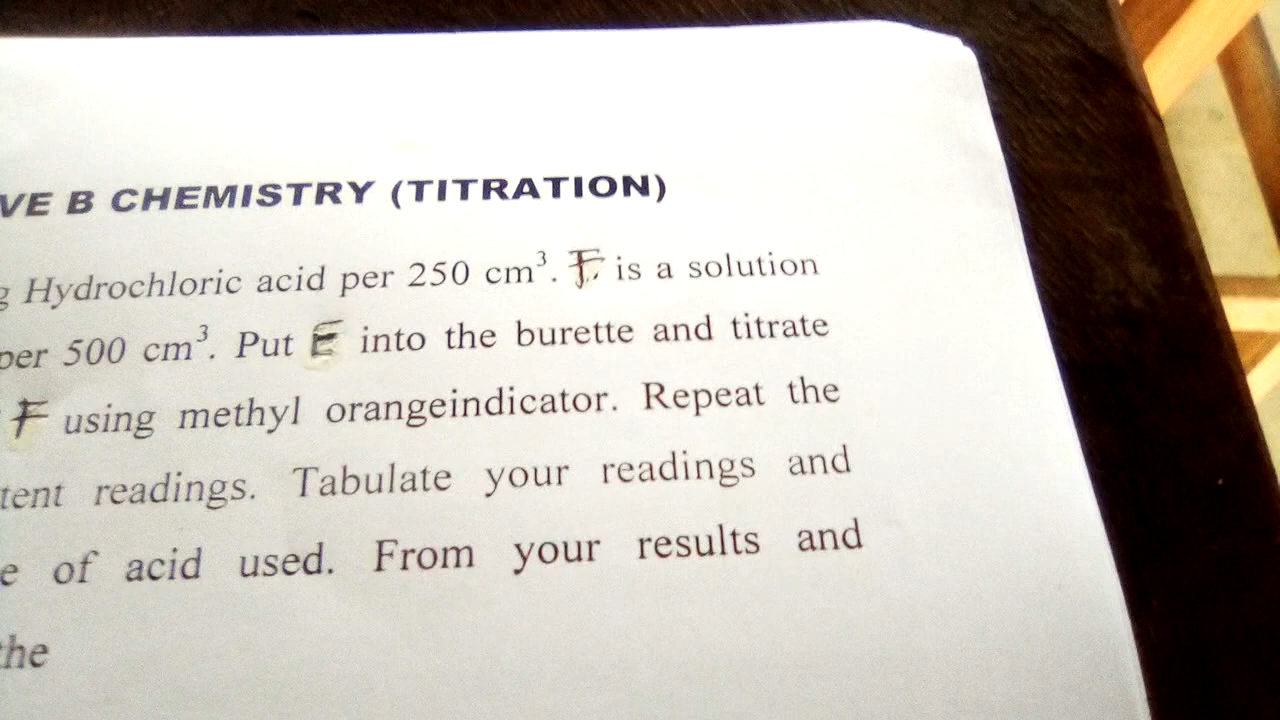 VE B CHEMISTRY (TITRATION)
g Hydrochloric acid per 250 cm³. F is a solution
per 500 cm³. Put E into the burette and titrate
F using methyl orangeindicator. Repeat the
tent readings. Tabulate your readings and
e of acid used. From your results and
the